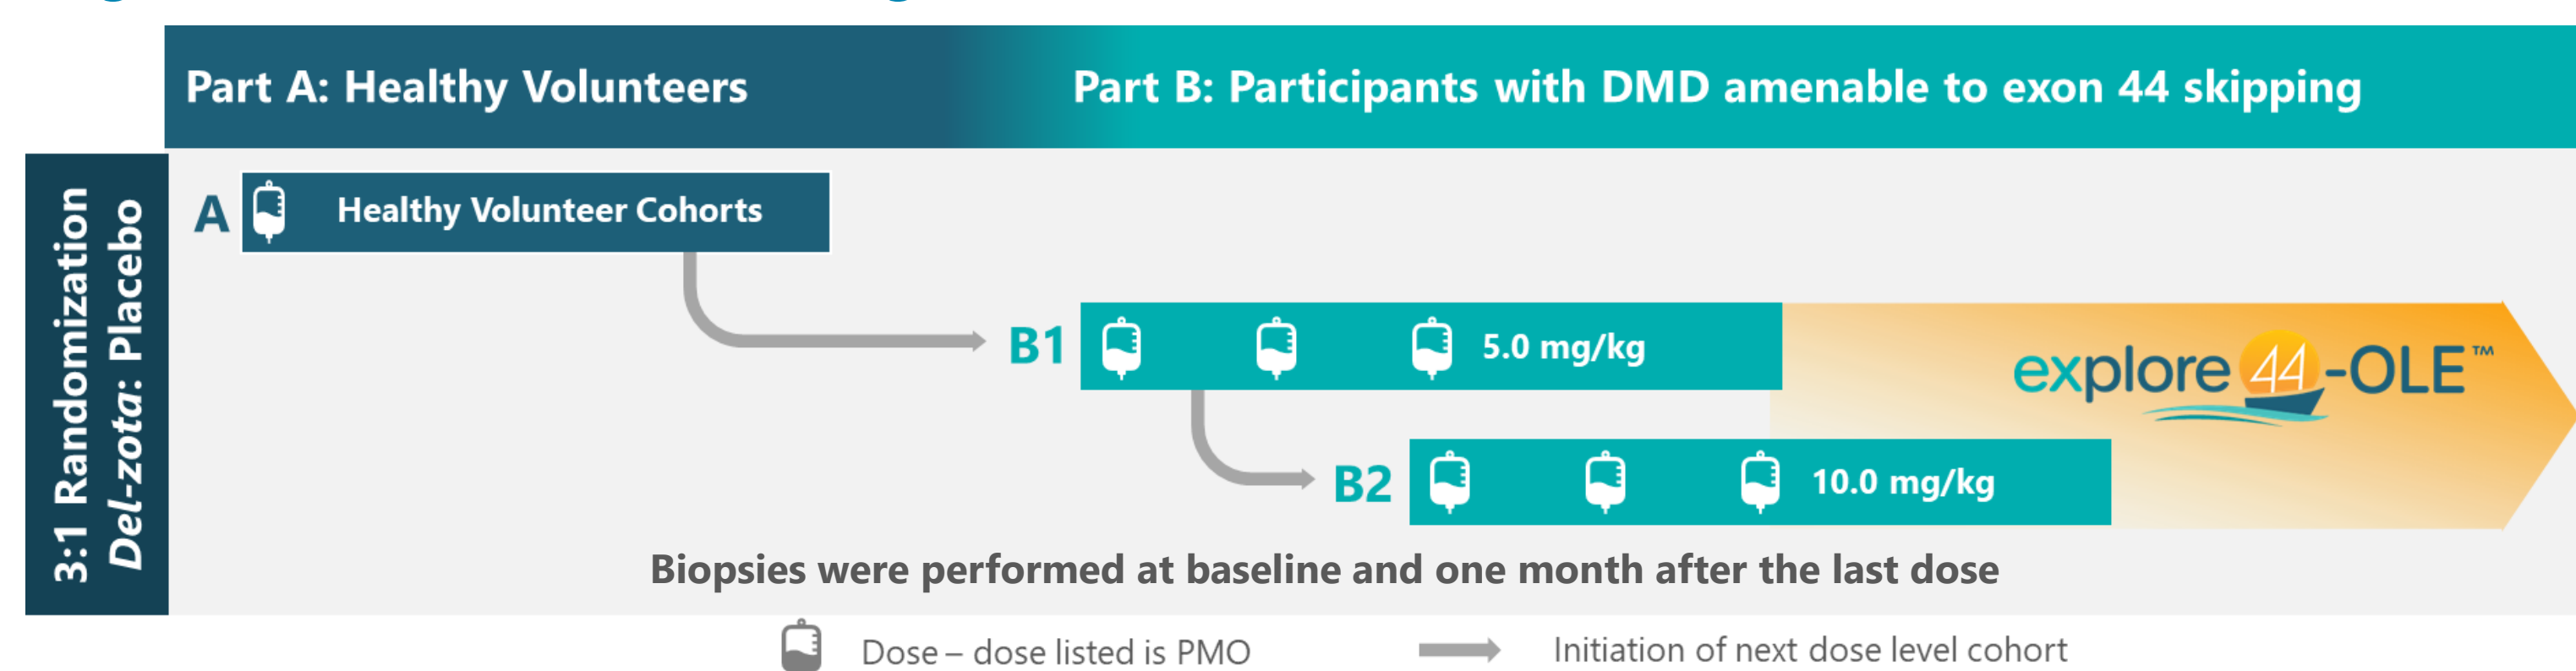 Part A: Healthy Volunteers
Part B: Participants with DMD amenable to exon 44 skipping
3:1 Randomization
Del-zota: Placebo
A
Healthy Volunteer Cohorts
B1
5.0 mg/kg
explore 44-OLE™
B2
10.0 mg/kg
Biopsies were performed at baseline and one month after the last dose
Dose – dose listed is PMO
Initiation of next dose level cohort